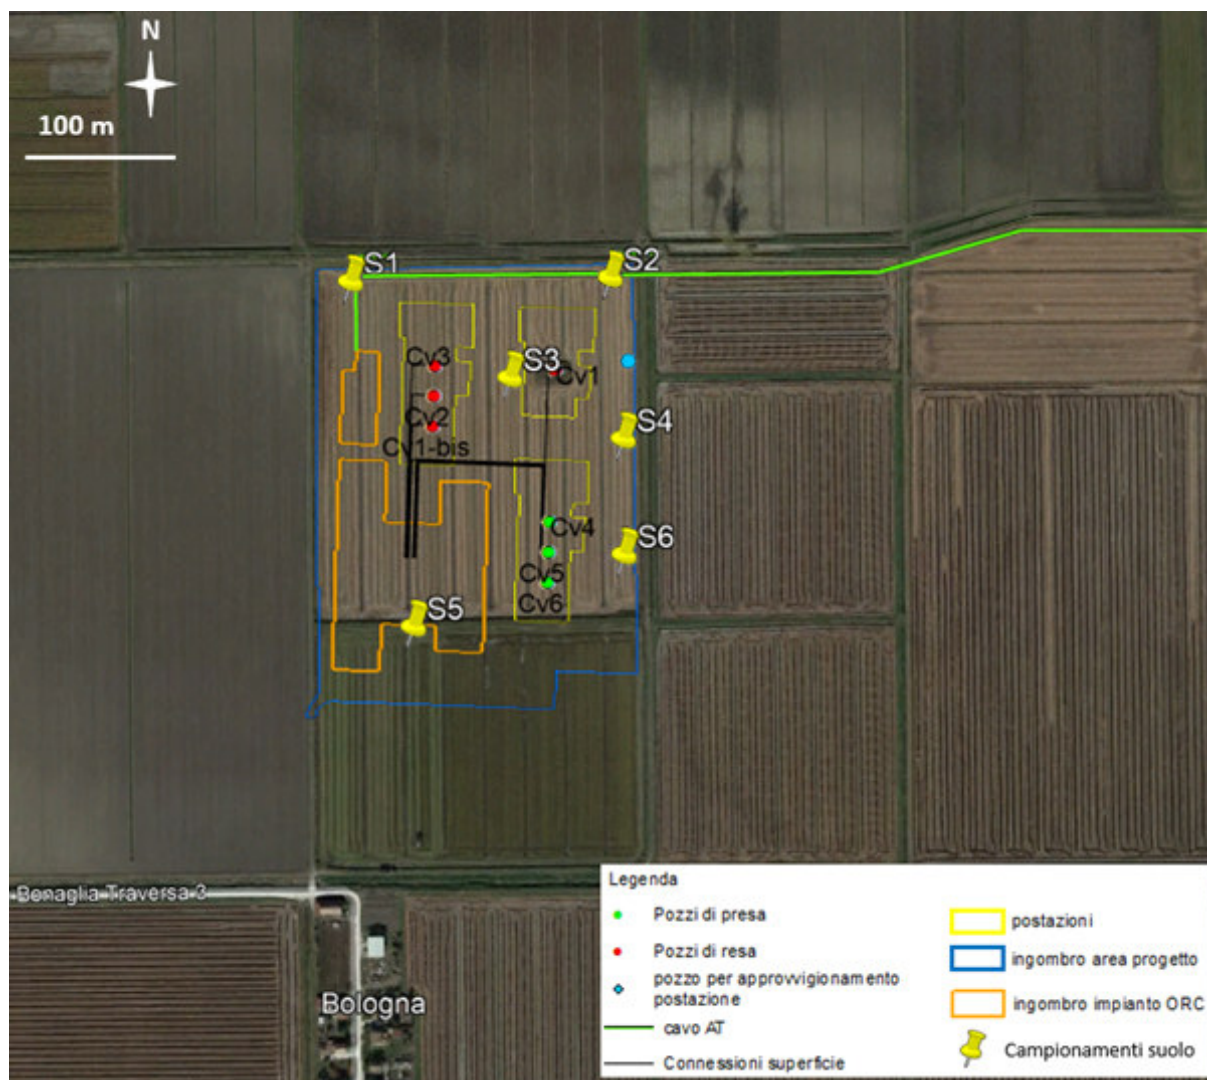 N
100 m
S1
S2
Cv3
S3
Cv1
Cv2
S4
Cv1-bis
Cv4
S6
Cv5
Cv6
S5
Bonaglia Traversa 3
Bologna
Legenda
Pozzi di presa
Pozzi di resa
pozzo per approvvigionamento
postazione
cavo AT
Connessioni superficie
postazioni
ingombro area progetto
ingombro impianto ORC
Campionamenti suolo